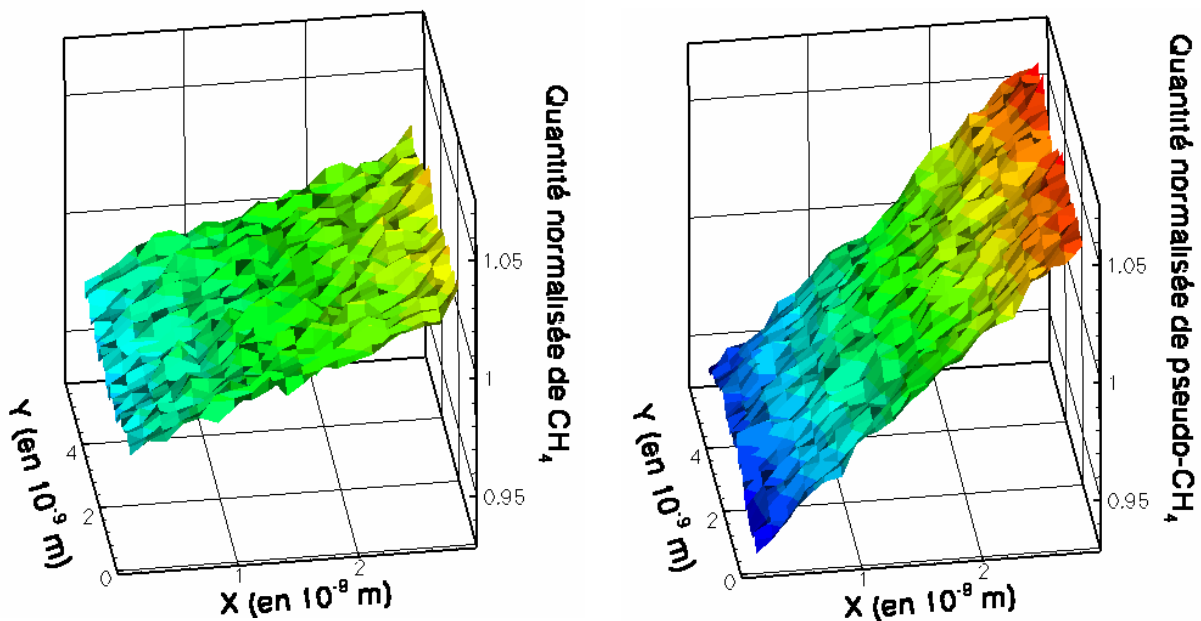 Quantité normalisée de CH₄
1.05
1
0.95
Y (en 10⁻⁹ m)
4
2
0
1
2
X (en 10⁻⁸ m)
Quantité normalisée de pseudo-CH₄
1.05
1
0.95
Y (en 10⁻⁹ m)
4
2
0
1
2
X (en 10⁻⁸ m)